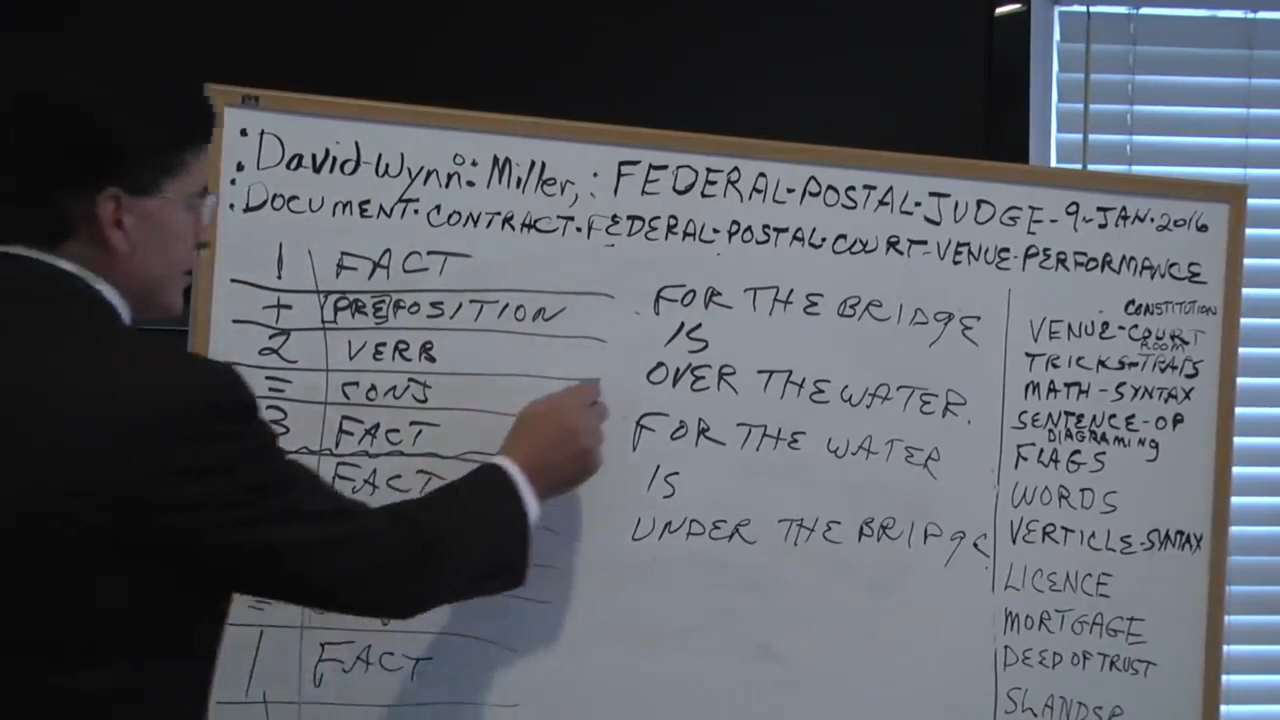 :David-Wynn: Miller,: FEDERAL-POSTAL-JUDGE-9-JAN-2016
:DOCUMENT-CONTRACT-FEDERAL-POSTAL-COURT-VENUE-PERFORMANCE
1 FACT
+ PREPOSITION
2 VERB
= CONJ
3 FACT
FACT
=
1 FACT
FOR THE BRIDGE
IS
OVER THE WATER.
FOR THE WATER
IS
UNDER THE BRIDGE.
CONSTITUTION
VENUE-COURT
ROOM
TRICKS-TRAPS
MATH-SYNTAX
SENTENCE-OP
DIAGRAMING
FLAGS
WORDS
VERTICLE-SYNTAX
LICENCE
MORTGAGE
DEED OF TRUST